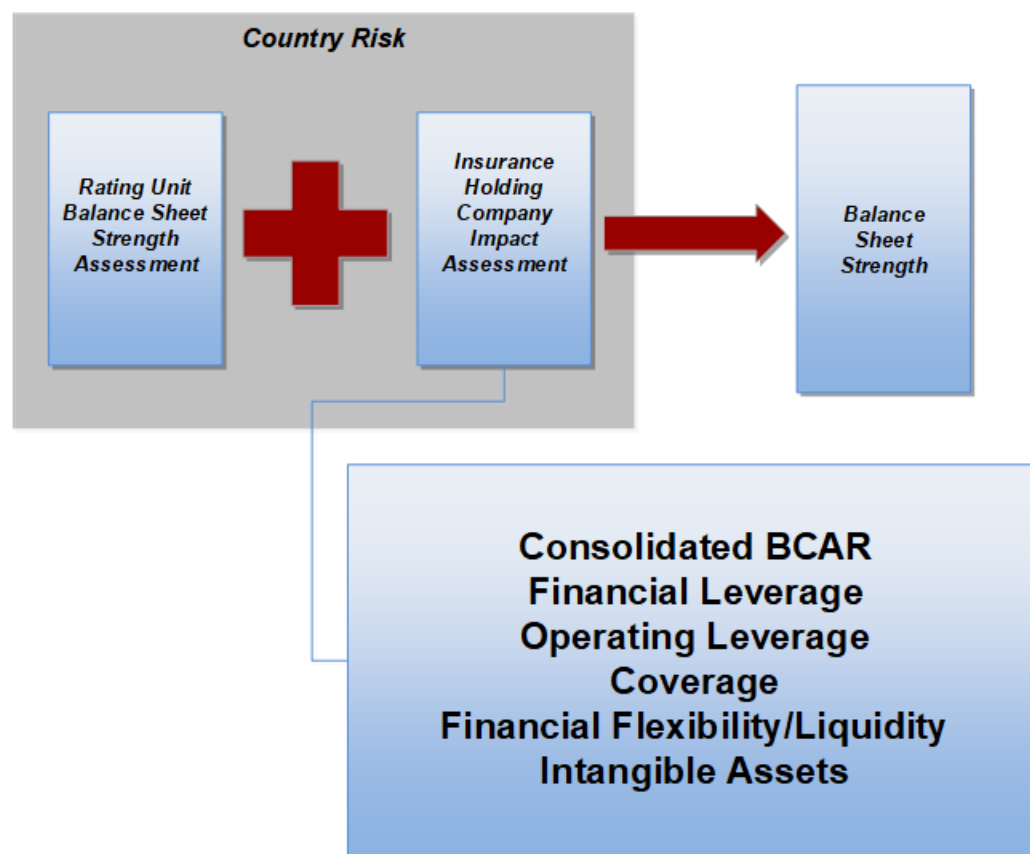 Country Risk
Rating Unit
Balance Sheet
Strength
Assessment
Insurance
Holding
Company
Impact
Assessment
Balance
Sheet
Strength
Consolidated BCAR
Financial Leverage
Operating Leverage
Coverage
Financial Flexibility/Liquidity
Intangible Assets